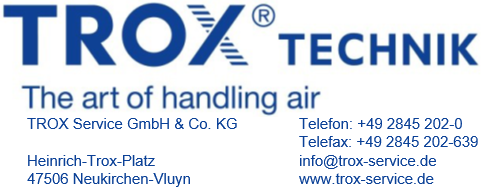 TROX® TECHNIK
The art of handling air
TROX Service GmbH & Co. KG
Heinrich-Trox-Platz
47506 Neukirchen-Vluyn
Telefon: +49 2845 202-0
Telefax: +49 2845 202-639
info@trox-service.de
www.trox-service.de